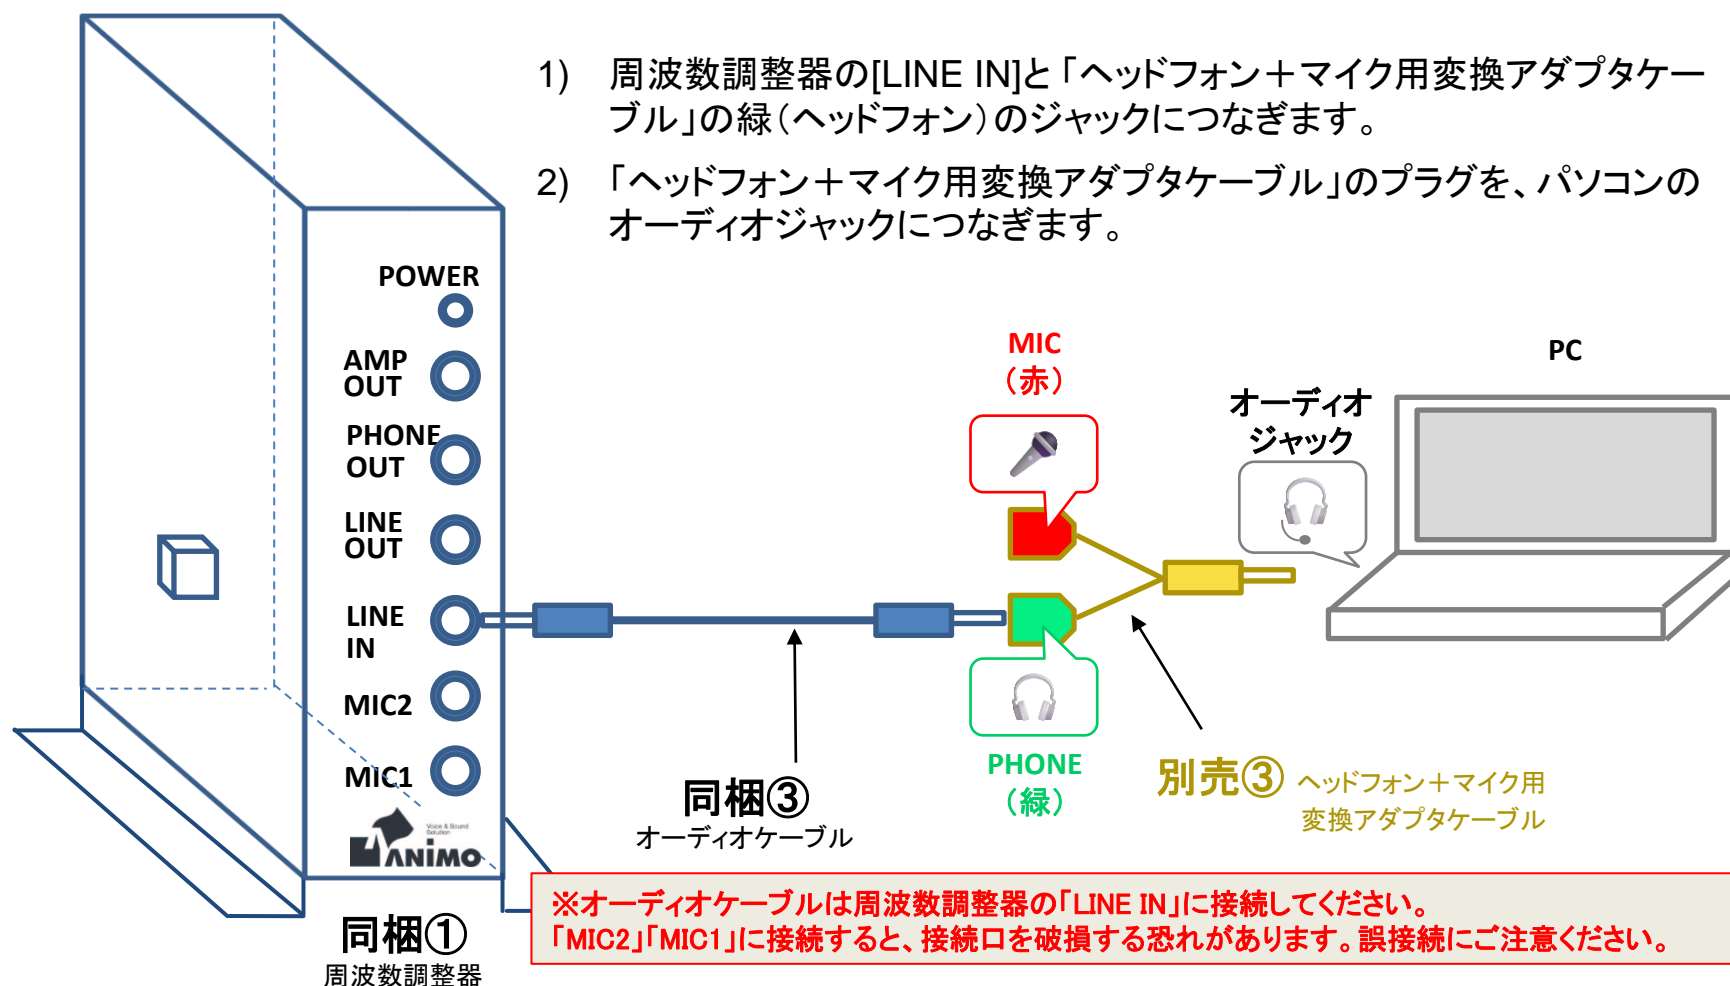 1) 周波数調整器の[LINE IN]と「ヘッドフォン＋マイク用変換アダプタケー
ブル」の緑（ヘッドフォン）のジャックにつなぎます。
2) 「ヘッドフォン＋マイク用変換アダプタケーブル」のプラグを、パソコンの
オーディオジャックにつなぎます。
POWER
AMP
OUT
PHONE
OUT
LINE
OUT
LINE
IN
MIC2
MIC1
Voice & Sound
Solution
ANIMO
同梱①
周波数調整器
同梱③
オーディオケーブル
MIC
（赤）
PHONE
（緑）
オーディオ
ジャック
PC
別売③ ヘッドフォン＋マイク用
変換アダプタケーブル
※オーディオケーブルは周波数調整器の「LINE IN」に接続してください。
「MIC2」「MIC1」に接続すると、接続口を破損する恐れがあります。誤接続にご注意ください。